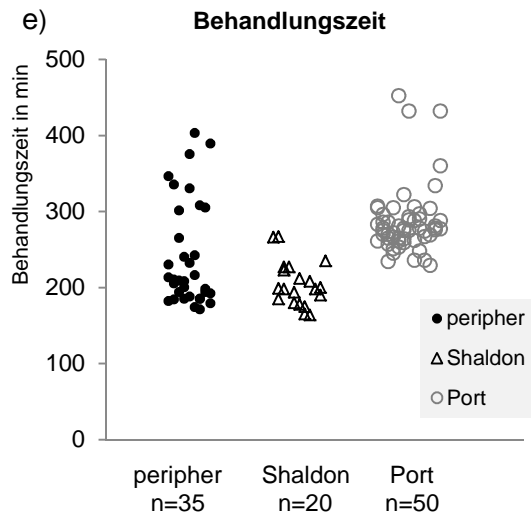 e)
Behandlungszeit
Behandlungszeit in min
500
400
300
200
100
0
peripher
Shaldon
Port
peripher Shaldon Port
n=35 n=20 n=50